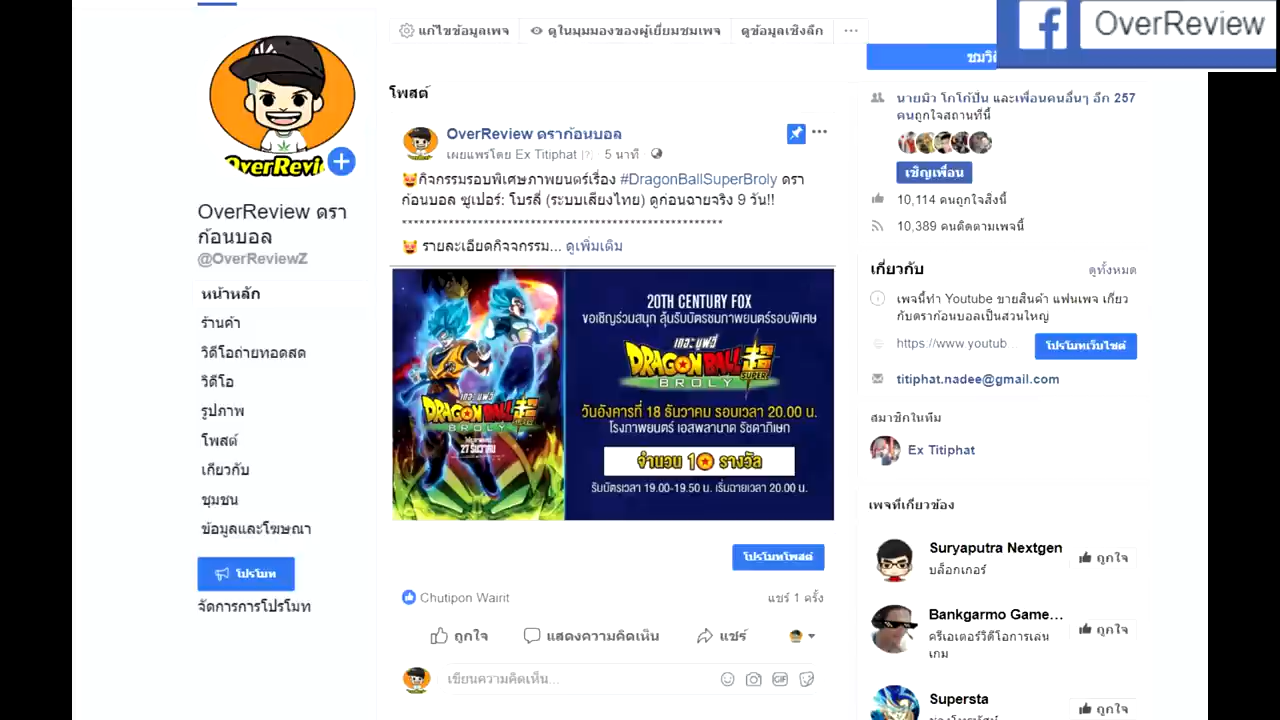 OverReview
แก้ไขข้อมูลเพจ
ดูในมุมมองของผู้เยี่ยมชมเพจ
ดูข้อมูลเชิงลึก
OverReview ดรา
ก้อนบอล
@OverReviewZ
หน้าหลัก
ร้านค้า
วิดีโอถ่ายทอดสด
วิดีโอ
รูปภาพ
โพสต์
เกี่ยวกับ
ชุมชน
ข้อมูลและโฆษณา
โปรโมท
จัดการการโปรโมท
โพสต์
OverReview ดราก้อนบอล
เผยแพร่โดย Ex Titiphat [?] · 5 นาที ·
กิจกรรมรอบพิเศษภาพยนตร์เรื่อง #DragonBallSuperBroly ดรา
ก้อนบอล ซูเปอร์: โบรลี่ (ระบบเสียงไทย) ดูก่อนฉายจริง 9 วัน!!
รายละเอียดกิจจกรรม... ดูเพิ่มเติม
เดอะ มูฟวี่
DRAGON BALL 超
SUPER
BROLY
27 ธันวาคม
20TH CENTURY FOX
ขอเชิญร่วมสนุก ลุ้นรับบัตรชมภาพยนตร์รอบพิเศษ
เดอะ มูฟวี่
DRAGON BALL 超
SUPER
BROLY
วันอังคารที่ 18 ธันวาคม รอบเวลา 20.00 น.
โรงภาพยนตร์ เอสพลานาด รัชดาภิเษก
จำนวน 10 รางวัล
รับบัตรเวลา 19.00-19.50 น. เริ่มฉายเวลา 20.00 น.
โปรโมทโพสต์
Chutipon Wairit
แชร์ 1 ครั้ง
ถูกใจ
แสดงความคิดเห็น
แชร์
เขียนความคิดเห็น...
GIF
นายมิว โกโก้ปั่น และเพื่อนคนอื่นๆ อีก 257
คนถูกใจสถานที่นี้
เชิญเพื่อน
10,114 คนถูกใจสิ่งนี้
10,389 คนติดตามเพจนี้
เกี่ยวกับ
ดูทั้งหมด
เพจนี้ทำ Youtube ขายสินค้า แฟนเพจ เกี่ยว
กับดราก้อนบอลเป็นสวนใหญ่
https://www.youtub...
โปรโมทเว็บไซต์
titiphat.nadee@gmail.com
สมาชิกในทีม
Ex Titiphat
เพจที่เกี่ยวข้อง
Suryaputra Nextgen
บล็อกเกอร์
ถูกใจ
Bankgarmo Game...
ครีเอเตอร์วิดีโอการเล่น
เกม
ถูกใจ
Supersta
ถูกใจ